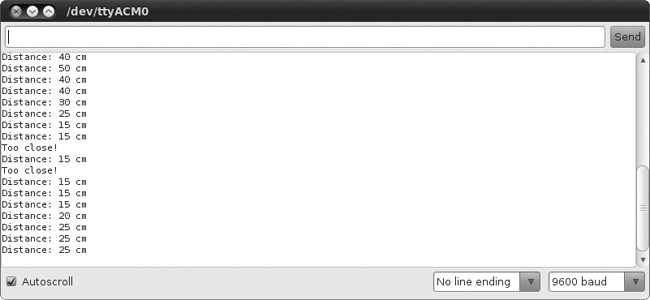 /dev/ttyACM0
Send
Distance: 40 cm
Distance: 50 cm
Distance: 40 cm
Distance: 40 cm
Distance: 30 cm
Distance: 25 cm
Distance: 15 cm
Distance: 15 cm
Too close!
Distance: 15 cm
Too close!
Distance: 15 cm
Distance: 15 cm
Distance: 15 cm
Distance: 20 cm
Distance: 25 cm
Distance: 25 cm
Distance: 25 cm
Autoscroll
No line ending
9600 baud